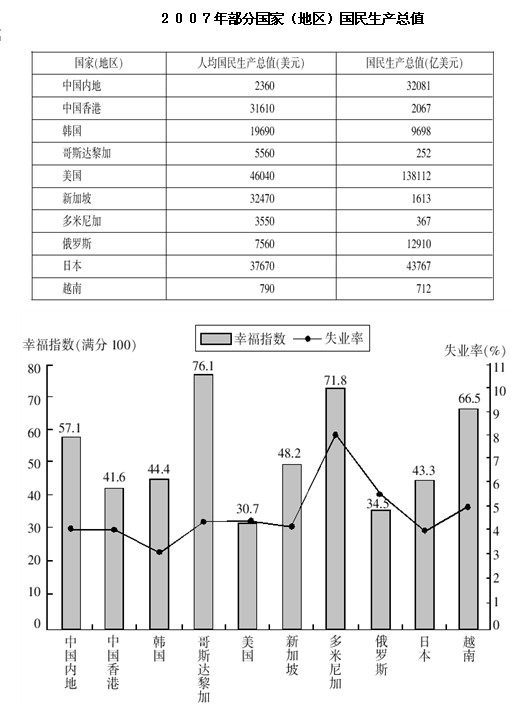 2007年部分国家（地区）国民生产总值
国家(地区) 人均国民生产总值(美元) 国民生产总值(亿美元)
中国内地 2360 32081
中国香港 31610 2067
韩国 19690 9698
哥斯达黎加 5560 252
美国 46040 138112
新加坡 32470 1613
多米尼加 3550 367
俄罗斯 7560 12910
日本 37670 43767
越南 790 712
幸福指数(满分 100) 幸福指数 失业率 失业率(%)
80 11
70 10
60 9
50 8
40 7
30 6
20 5
10 4
0 3
2
1
0
57.1 41.6 44.4 76.1 30.7 48.2 71.8 34.5 43.3 66.5
中国内地 中国香港 韩国 哥斯达黎加 美国 新加坡 多米尼加 俄罗斯 日本 越南